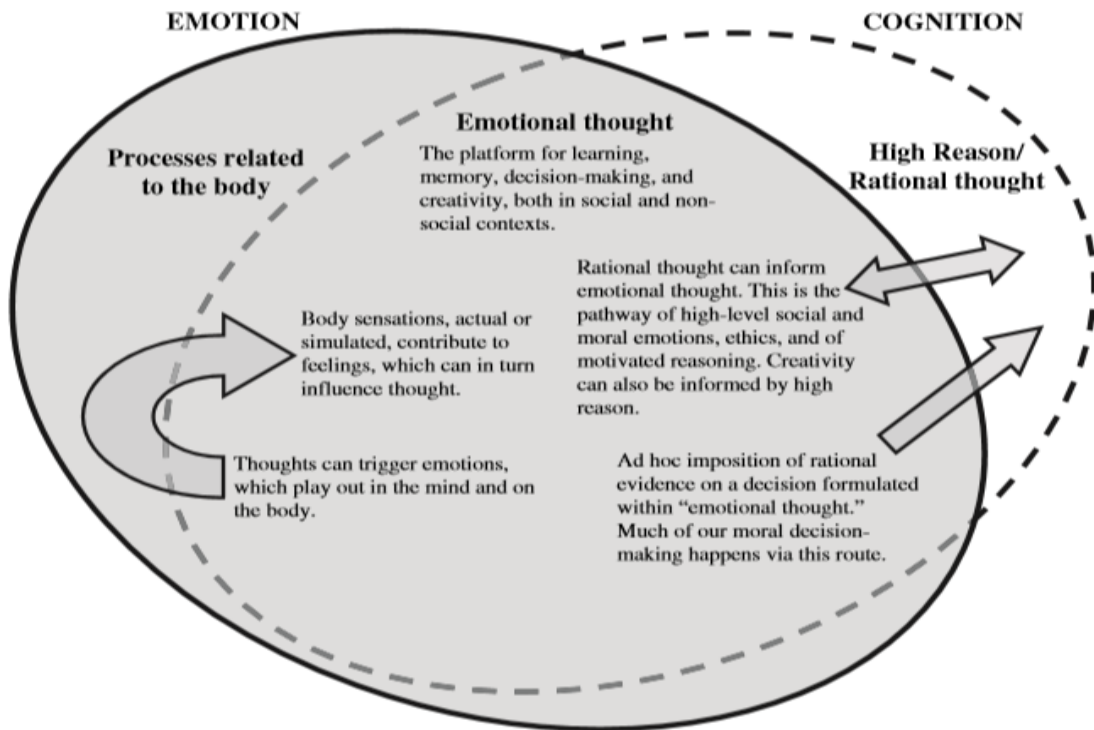 EMOTION
COGNITION
Emotional thought
The platform for learning,
memory, decision-making, and
creativity, both in social and non-
social contexts.
Processes related
to the body
High Reason/
Rational thought
Rational thought can inform
emotional thought. This is the
pathway of high-level social and
moral emotions, ethics, and of
motivated reasoning. Creativity
can also be informed by high
reason.
Body sensations, actual or
simulated, contribute to
feelings, which can in turn
influence thought.
Thoughts can trigger emotions,
which play out in the mind and on
the body.
Ad hoc imposition of rational
evidence on a decision formulated
within “emotional thought.”
Much of our moral decision-
making happens via this route.